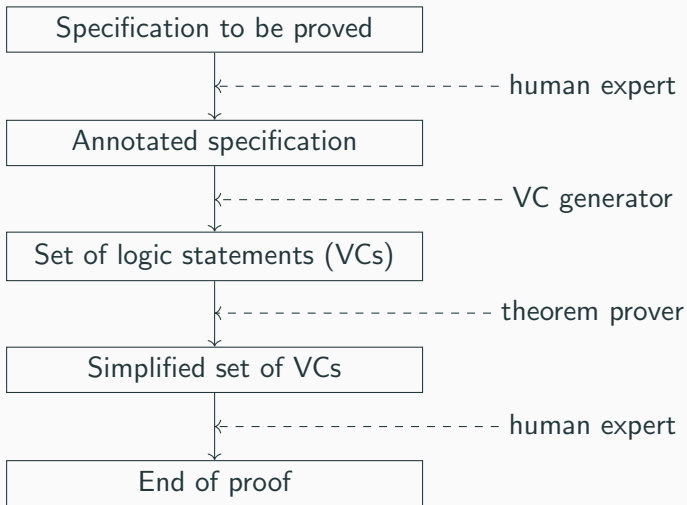 Specification to be proved
human expert
Annotated specification
VC generator
Set of logic statements (VCs)
theorem prover
Simplified set of VCs
human expert
End of proof